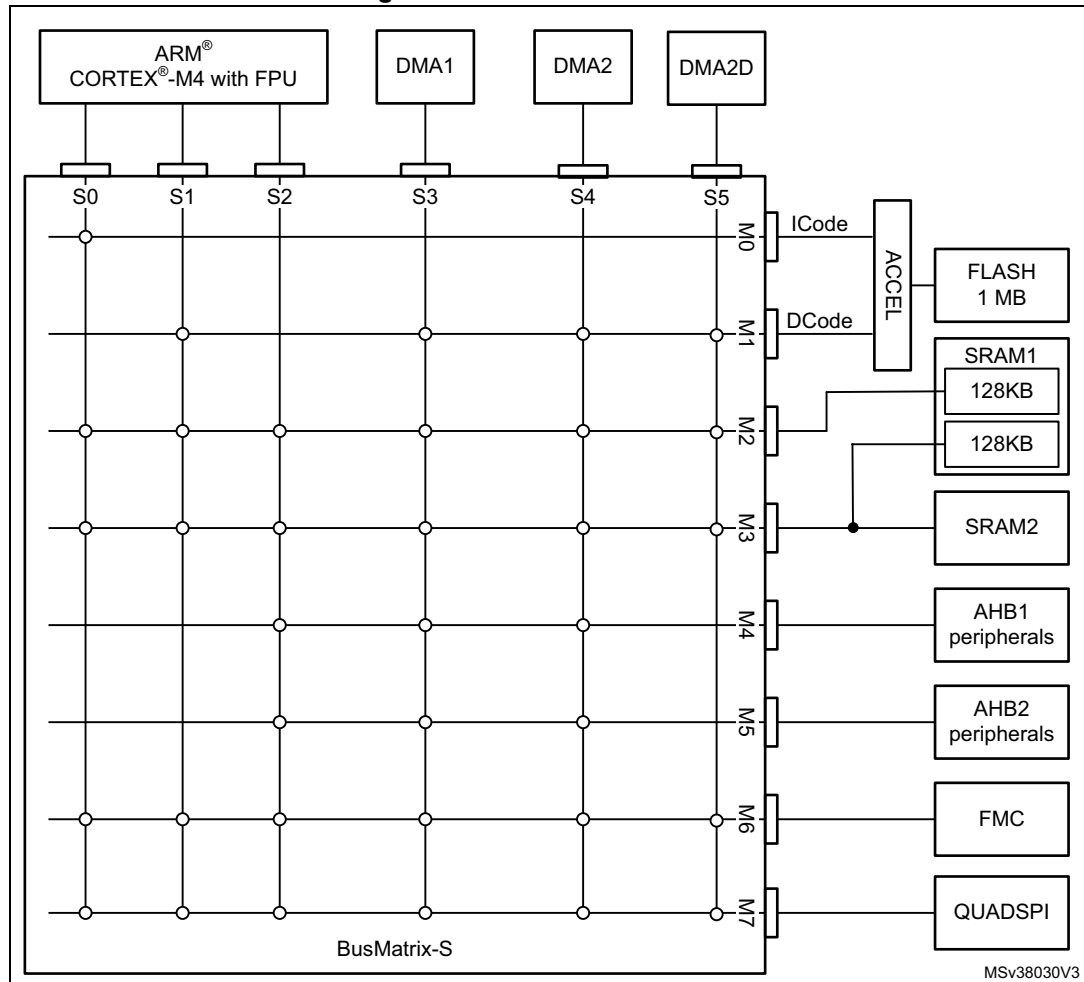 ARM®
CORTEX®-M4 with FPU
DMA1
DMA2
DMA2D
S0
S1
S2
S3
S4
S5
M0
ICode
ACCEL
FLASH
1 MB
M1
DCode
SRAM1
128KB
M2
128KB
M3
SRAM2
M4
AHB1
peripherals
M5
AHB2
peripherals
M6
FMC
M7
QUADSPI
BusMatrix-S
MSv38030V3